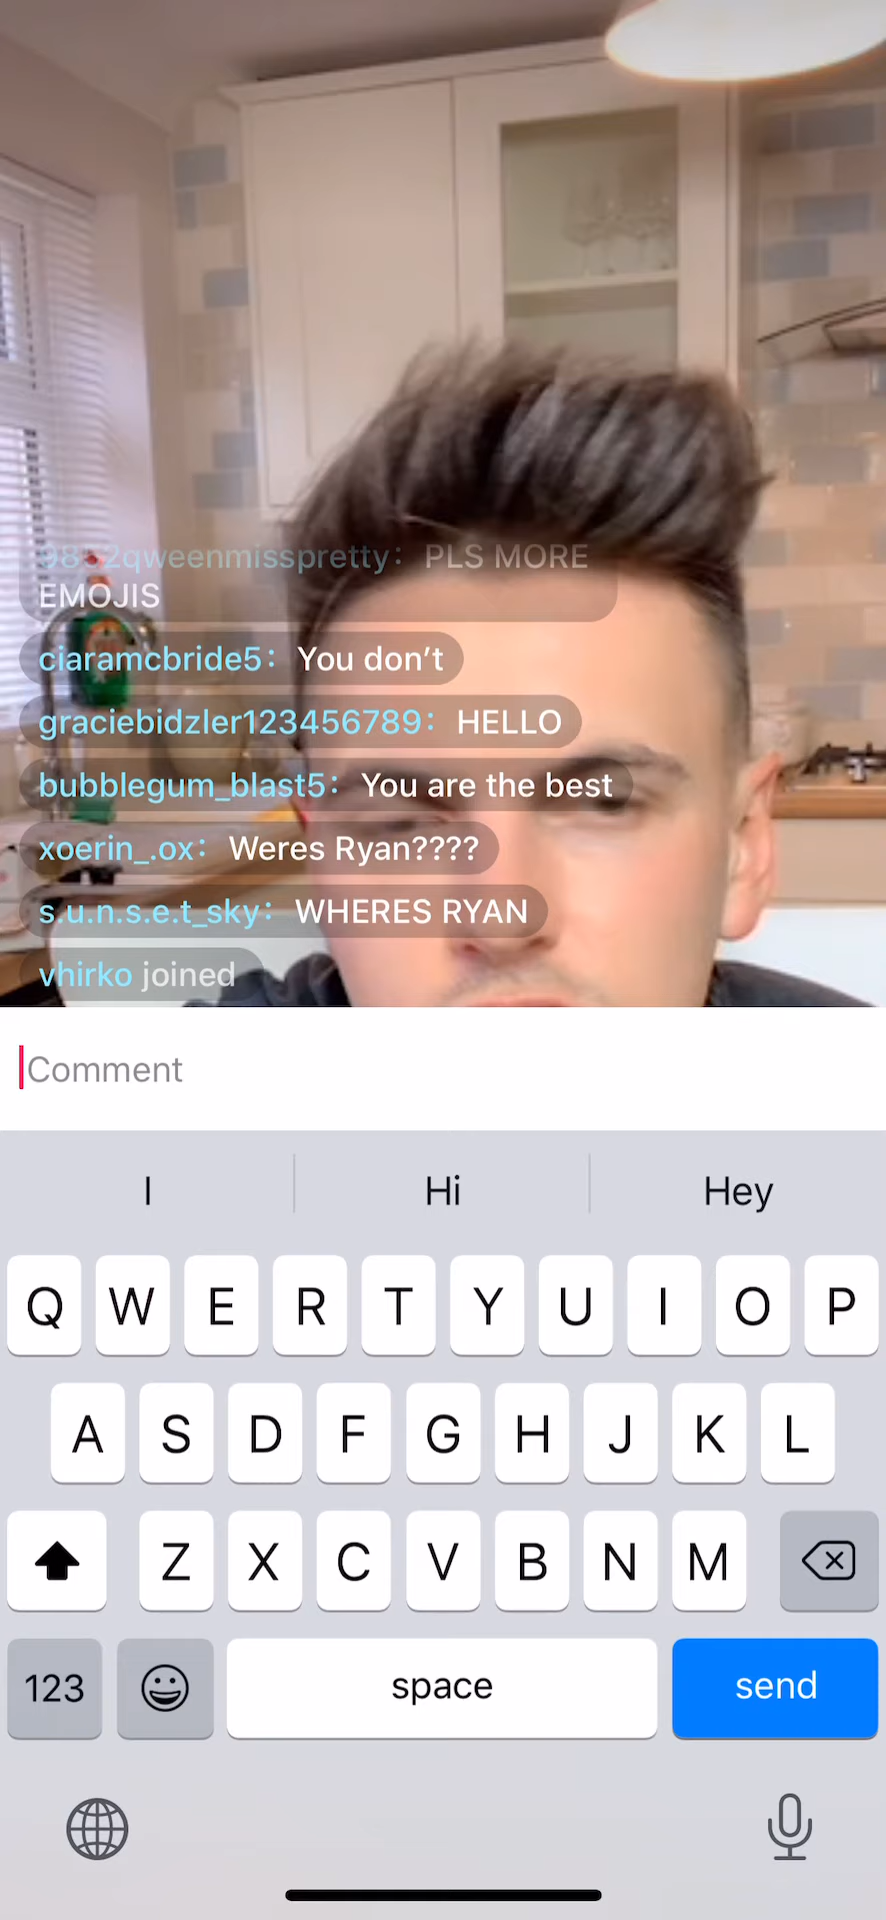 9852qweenmisspretty: PLS MORE
EMOJIS
ciaramcbride5: You don’t
graciebidzler123456789: HELLO
bubblegum_blast5: You are the best
xoerin_.ox: Weres Ryan????
s.u.n.s.e.t_sky: WHERES RYAN
vhirko joined
Comment
I Hi Hey
Q W E R T Y U I O P
A S D F G H J K L
Z X C V B N M
123 space send